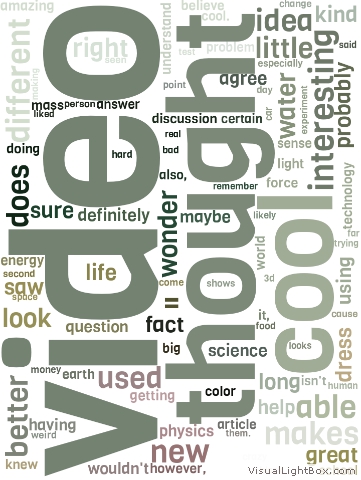 amazing
different
making
right
seen
understand
believe
cool.
test
problem
idea
change
kind
little
especially
said
probably
interesting
mass
person
answer
liked
doing
hard
point
agree
day
water
car
experiment
discussion
certain
real
bad
also,
remember
sense
light
force
does
sure
definitely
wonder
maybe
likely
video
thought
cool
technology
far
trying
using
energy
second
saw
space
life
come
"
shows
world
3d
look
question
fact
it,
food
looks
cause
dress
big
science
money
earth
used
getting
color
long
isn't
human
better
having
weird
knew
article
them.
help
able
physics
new
wouldn't
however,
makes
great
VisualLightBox.com